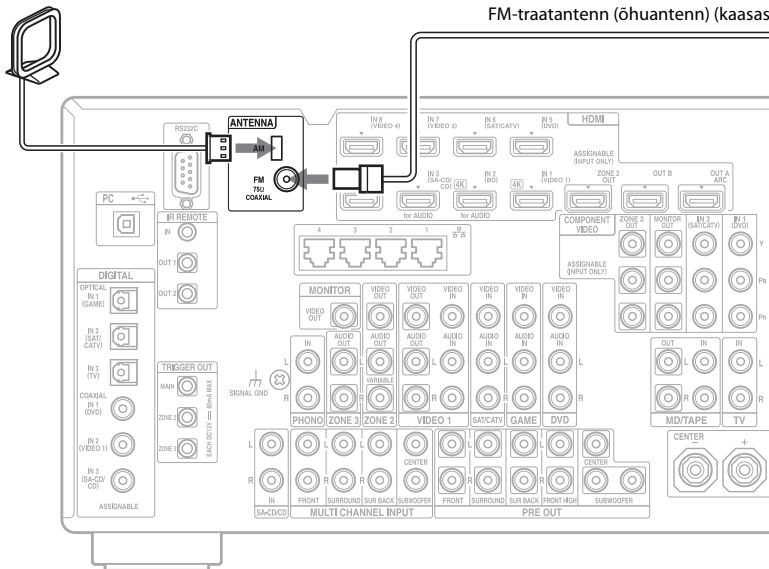 FM-traatantenn (õhuantenn) (kaasas
ANTENNA
AM
FM
75Ω
COAXIAL
RS232C
PC
IR REMOTE
IN
OUT 1
OUT 2
DIGITAL
OPTICAL
IN 1
(GAME)
IN 2
(SAT/
CATV)
IN 3
(TV)
COAXIAL
IN 1
(DVD)
IN 2
(VIDEO 1)
IN 3
(SA-CD/
CD)
ASSIGNABLE
TRIGGER OUT
MAIN
ZONE 2
ZONE 3
EACH DC12V 60mA MAX
IN 8
(VIDEO 4)
IN 7
(VIDEO 3)
IN 6
(SAT/CATV)
IN 5
(DVD)
HDMI
ASSIGNABLE
(INPUT ONLY)
IN 3
(SA-CD/
CD)
4K
IN 2
(BD)
4K
IN 1
(VIDEO 1)
ZONE 2
OUT
OUT B
OUT A
ARC
for AUDIO
for AUDIO
4 3 2 1
COMPONENT
VIDEO
ZONE 2
OUT
MONITOR
OUT
IN 2
(SAT/CATV)
IN 1
(DVD)
ASSIGNABLE
(INPUT ONLY)
Y
PB
PR
MONITOR
VIDEO
OUT
VIDEO
OUT
VIDEO
OUT
VIDEO
IN
VIDEO
IN
VIDEO
IN
VIDEO
IN
SIGNAL GND
IN
AUDIO
OUT
AUDIO
OUT
AUDIO
OUT
AUDIO
IN
AUDIO
IN
AUDIO
IN
AUDIO
IN
OUT IN
IN
L L L L L
VARIABLE
R R R R R
PHONO ZONE 3 ZONE 2 VIDEO 1 SAT/CATV GAME DVD
MD/TAPE TV
L L L
CENTER
CENTER
R R R
IN
FRONT SURROUND SUR BACK SUBWOOFER
FRONT SURROUND SUR BACK FRONT HIGH SUBWOOFER
SA-CD/CD MULTI CHANNEL INPUT PRE OUT
CENTER
− +